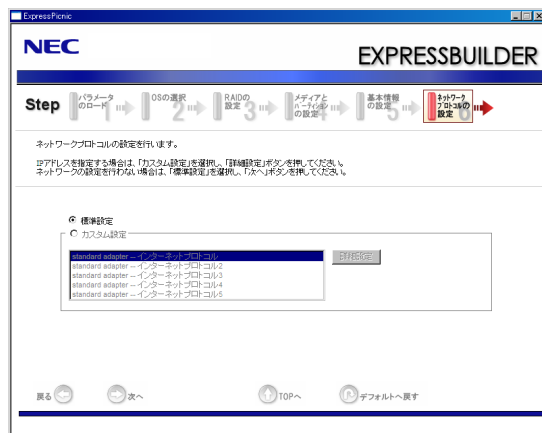 ExpressPicnic
NEC
EXPRESSBUILDER
Step
パラメータのロード 1
OSの選択 2
RAIDの設定 3
メディアとパーティションの設定 4
基本情報の設定 5
ネットワークプロトコルの設定 6
ネットワークプロトコルの設定を行います。
IPアドレスを指定する場合は、「カスタム設定」を選択し、「詳細設定」ボタンを押してください。
ネットワークの設定を行わない場合は、「標準設定」を選択し、「次へ」ボタンを押してください。
標準設定
カスタム設定
standard adapter -- インターネットプロトコル
詳細設定
standard adapter -- インターネットプロトコル2
standard adapter -- インターネットプロトコル3
standard adapter -- インターネットプロトコル4
standard adapter -- インターネットプロトコル5
戻る
次へ
TOPへ
デフォルトへ戻す